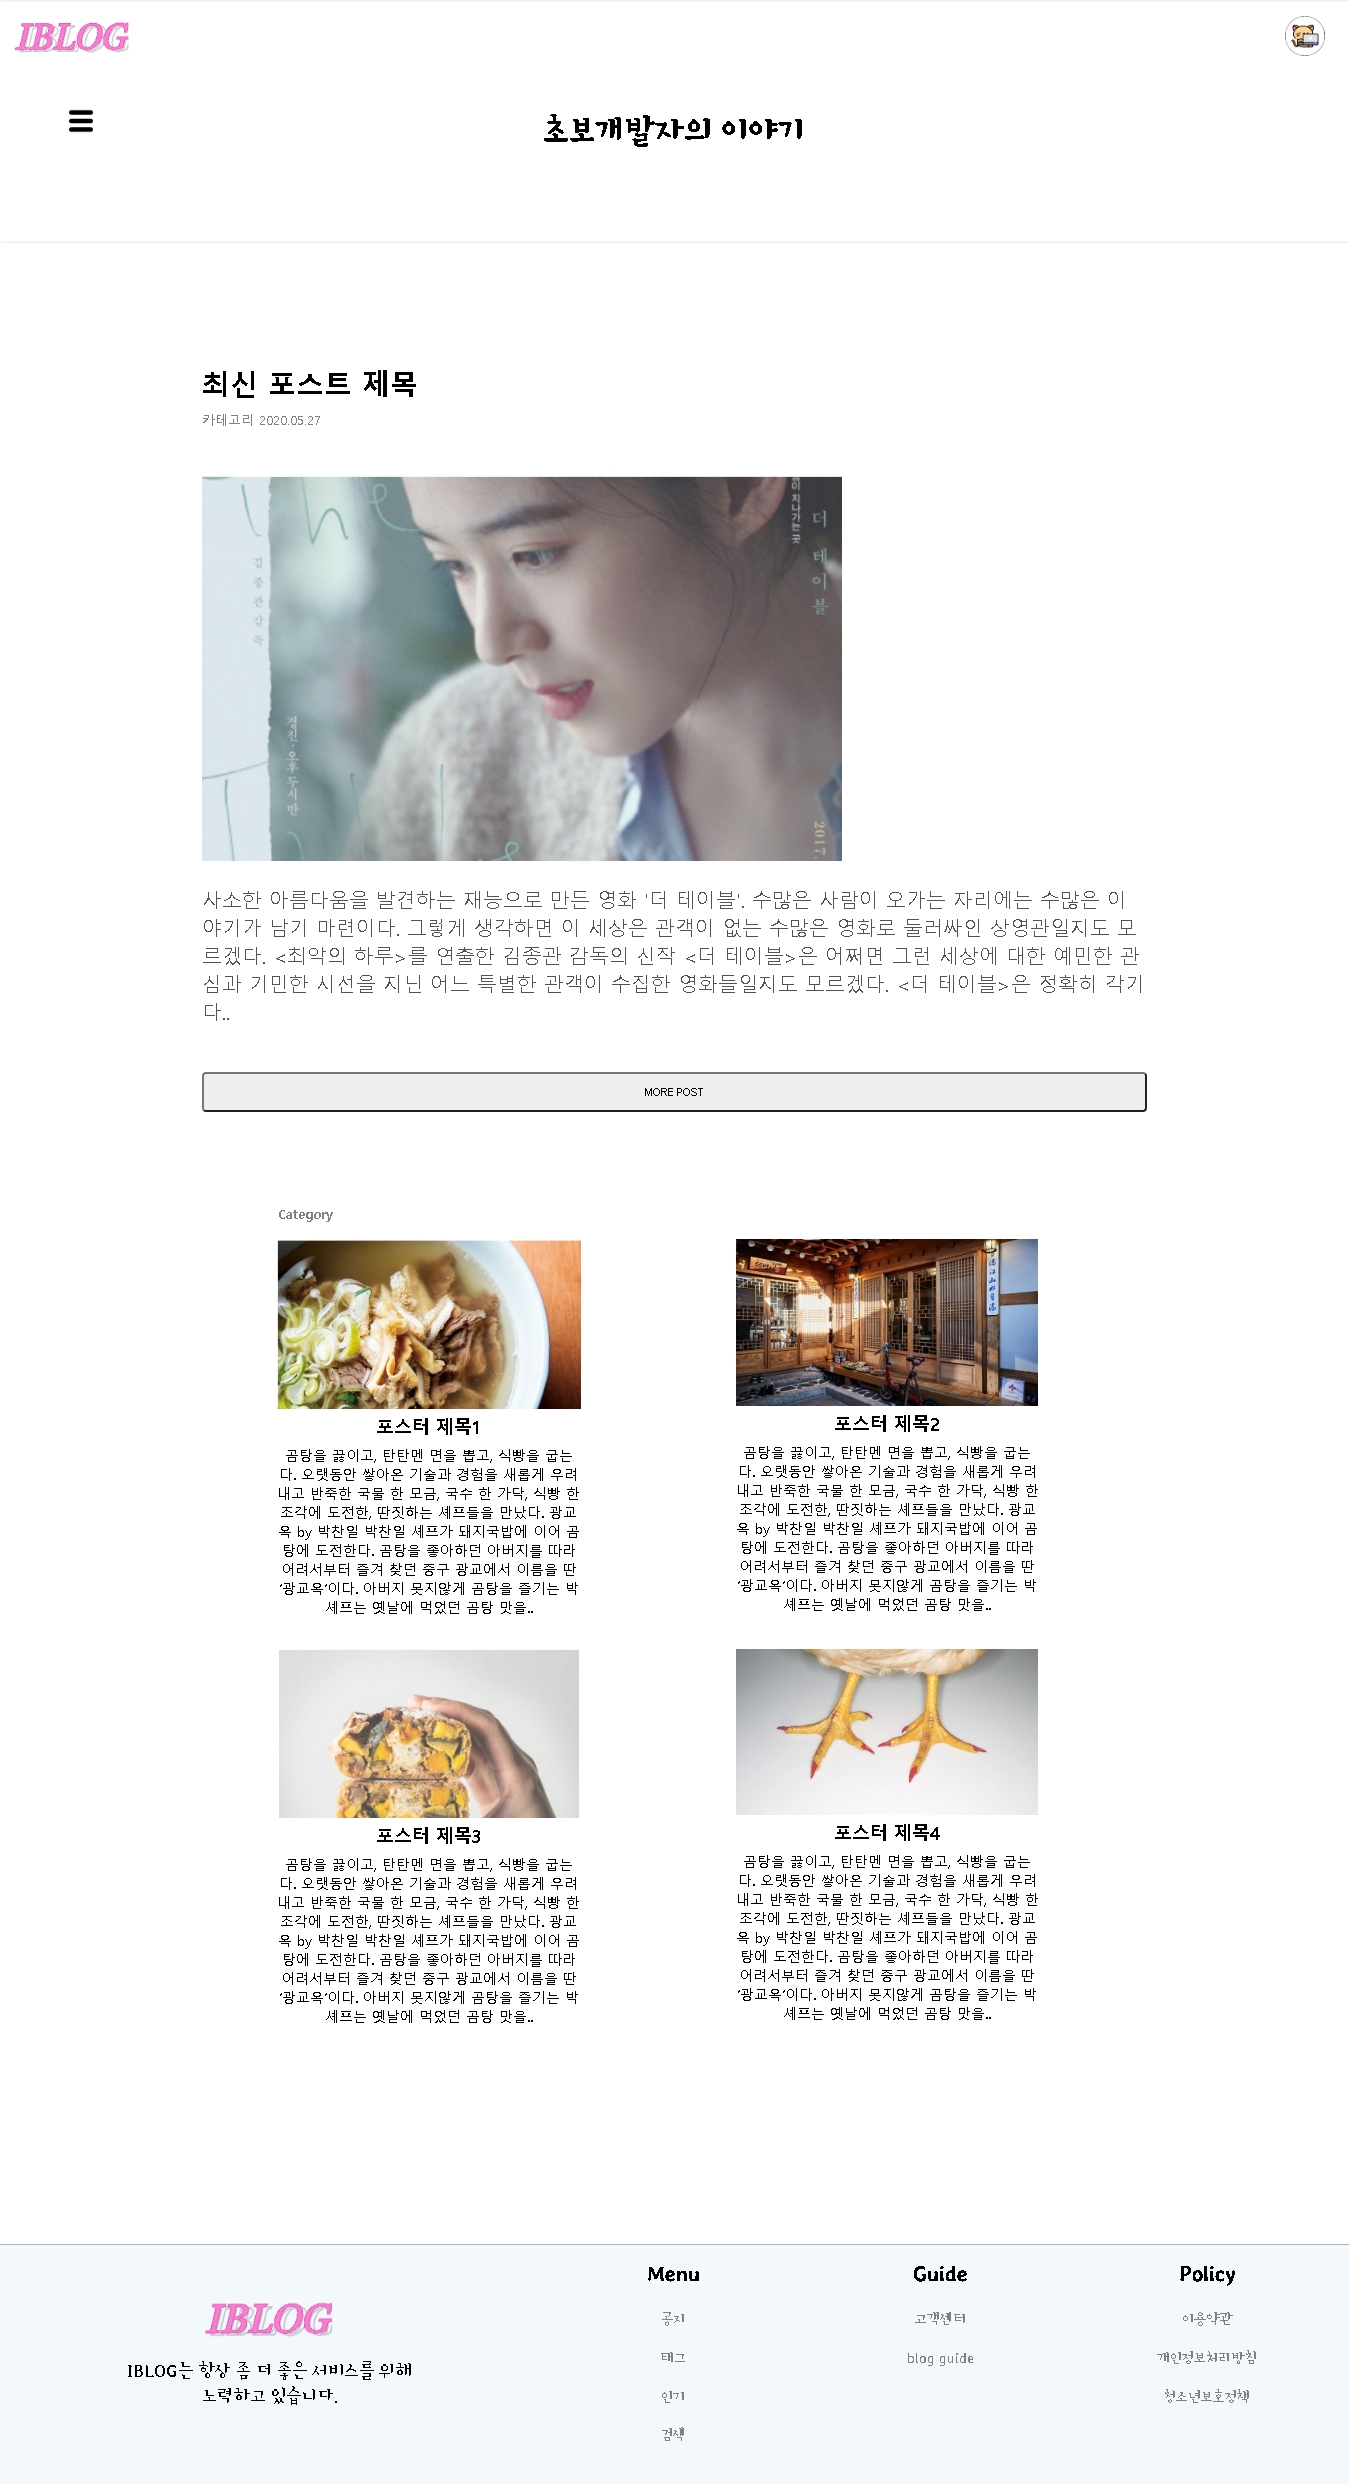 IBLOG
초보개발자의 이야기
최신 포스트 제목
카테고리 2020.05.27
the
김종관감독
이 지나가는 곳
더 테이블
경진·오후 두시 반
2017.
사소한 아름다움을 발견하는 재능으로 만든 영화 '더 테이블'. 수많은 사람이 오가는 자리에는 수많은 이
야기가 남기 마련이다. 그렇게 생각하면 이 세상은 관객이 없는 수많은 영화로 둘러싸인 상영관일지도 모
르겠다. <최악의 하루>를 연출한 김종관 감독의 신작 <더 테이블>은 어쩌면 그런 세상에 대한 예민한 관
심과 기민한 시선을 지닌 어느 특별한 관객이 수집한 영화들일지도 모르겠다. <더 테이블>은 정확히 각기
다..
MORE POST
Category
포스터 제목1
곰탕을 끓이고, 탄탄멘 면을 뽑고, 식빵을 굽는
다. 오랫동안 쌓아온 기술과 경험을 새롭게 우려
내고 반죽한 국물 한 모금, 국수 한 가닥, 식빵 한
조각에 도전한, 딴짓하는 셰프들을 만났다. 광교
옥 by 박찬일 박찬일 셰프가 돼지국밥에 이어 곰
탕에 도전한다. 곰탕을 좋아하던 아버지를 따라
어려서부터 즐겨 찾던 중구 광교에서 이름을 딴
'광교옥'이다. 아버지 못지않게 곰탕을 즐기는 박
셰프는 옛날에 먹었던 곰탕 맛을..
포스터 제목2
곰탕을 끓이고, 탄탄멘 면을 뽑고, 식빵을 굽는
다. 오랫동안 쌓아온 기술과 경험을 새롭게 우려
내고 반죽한 국물 한 모금, 국수 한 가닥, 식빵 한
조각에 도전한, 딴짓하는 셰프들을 만났다. 광교
옥 by 박찬일 박찬일 셰프가 돼지국밥에 이어 곰
탕에 도전한다. 곰탕을 좋아하던 아버지를 따라
어려서부터 즐겨 찾던 중구 광교에서 이름을 딴
'광교옥'이다. 아버지 못지않게 곰탕을 즐기는 박
셰프는 옛날에 먹었던 곰탕 맛을..
포스터 제목3
곰탕을 끓이고, 탄탄멘 면을 뽑고, 식빵을 굽는
다. 오랫동안 쌓아온 기술과 경험을 새롭게 우려
내고 반죽한 국물 한 모금, 국수 한 가닥, 식빵 한
조각에 도전한, 딴짓하는 셰프들을 만났다. 광교
옥 by 박찬일 박찬일 셰프가 돼지국밥에 이어 곰
탕에 도전한다. 곰탕을 좋아하던 아버지를 따라
어려서부터 즐겨 찾던 중구 광교에서 이름을 딴
'광교옥'이다. 아버지 못지않게 곰탕을 즐기는 박
셰프는 옛날에 먹었던 곰탕 맛을..
포스터 제목4
곰탕을 끓이고, 탄탄멘 면을 뽑고, 식빵을 굽는
다. 오랫동안 쌓아온 기술과 경험을 새롭게 우려
내고 반죽한 국물 한 모금, 국수 한 가닥, 식빵 한
조각에 도전한, 딴짓하는 셰프들을 만났다. 광교
옥 by 박찬일 박찬일 셰프가 돼지국밥에 이어 곰
탕에 도전한다. 곰탕을 좋아하던 아버지를 따라
어려서부터 즐겨 찾던 중구 광교에서 이름을 딴
'광교옥'이다. 아버지 못지않게 곰탕을 즐기는 박
셰프는 옛날에 먹었던 곰탕 맛을..
IBLOG
IBLOG는 항상 좀 더 좋은 서비스를 위해
노력하고 있습니다.
Menu
공지
태그
인기
검색
Guide
고객센터
blog guide
Policy
이용약관
개인정보처리방침
청소년보호정책